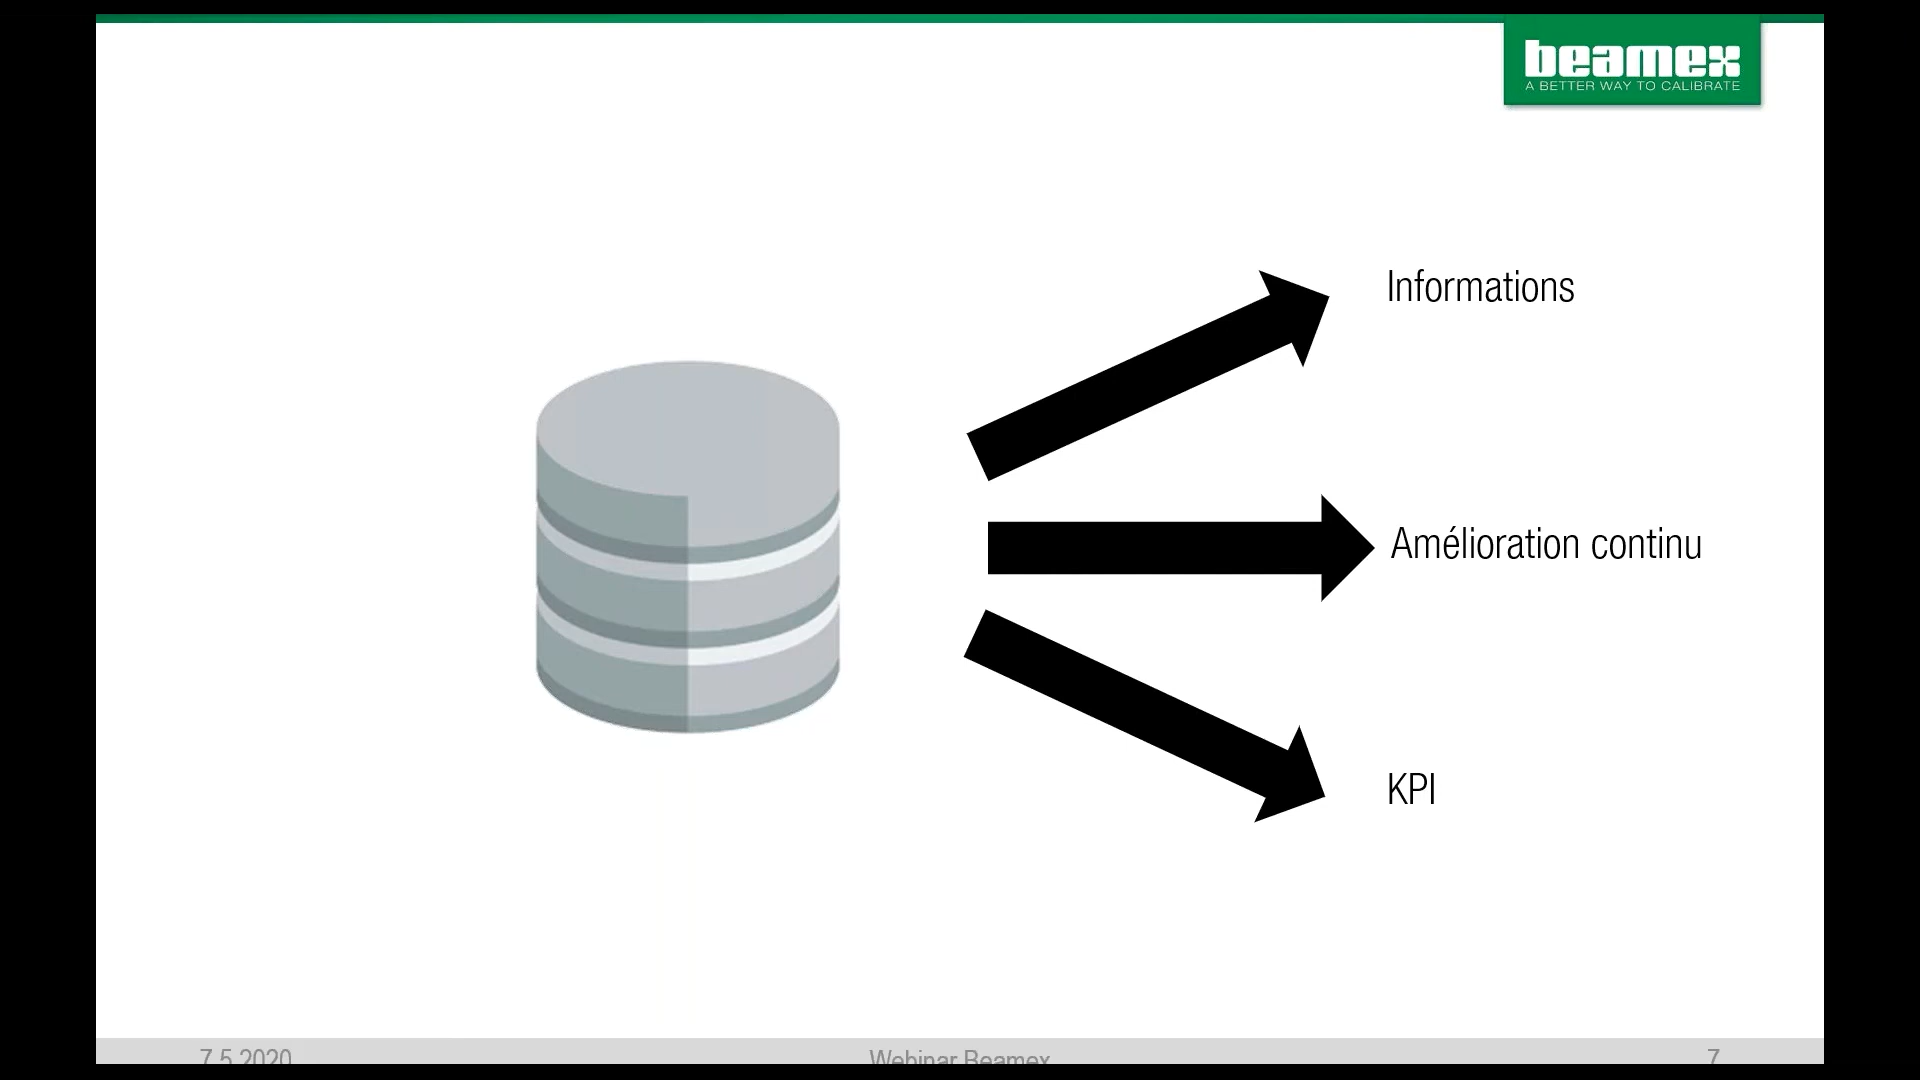 beamex
A BETTER WAY TO CALIBRATE
Informations
Amélioration continu
KPI
7.5.2020
Webinar Beamex
7